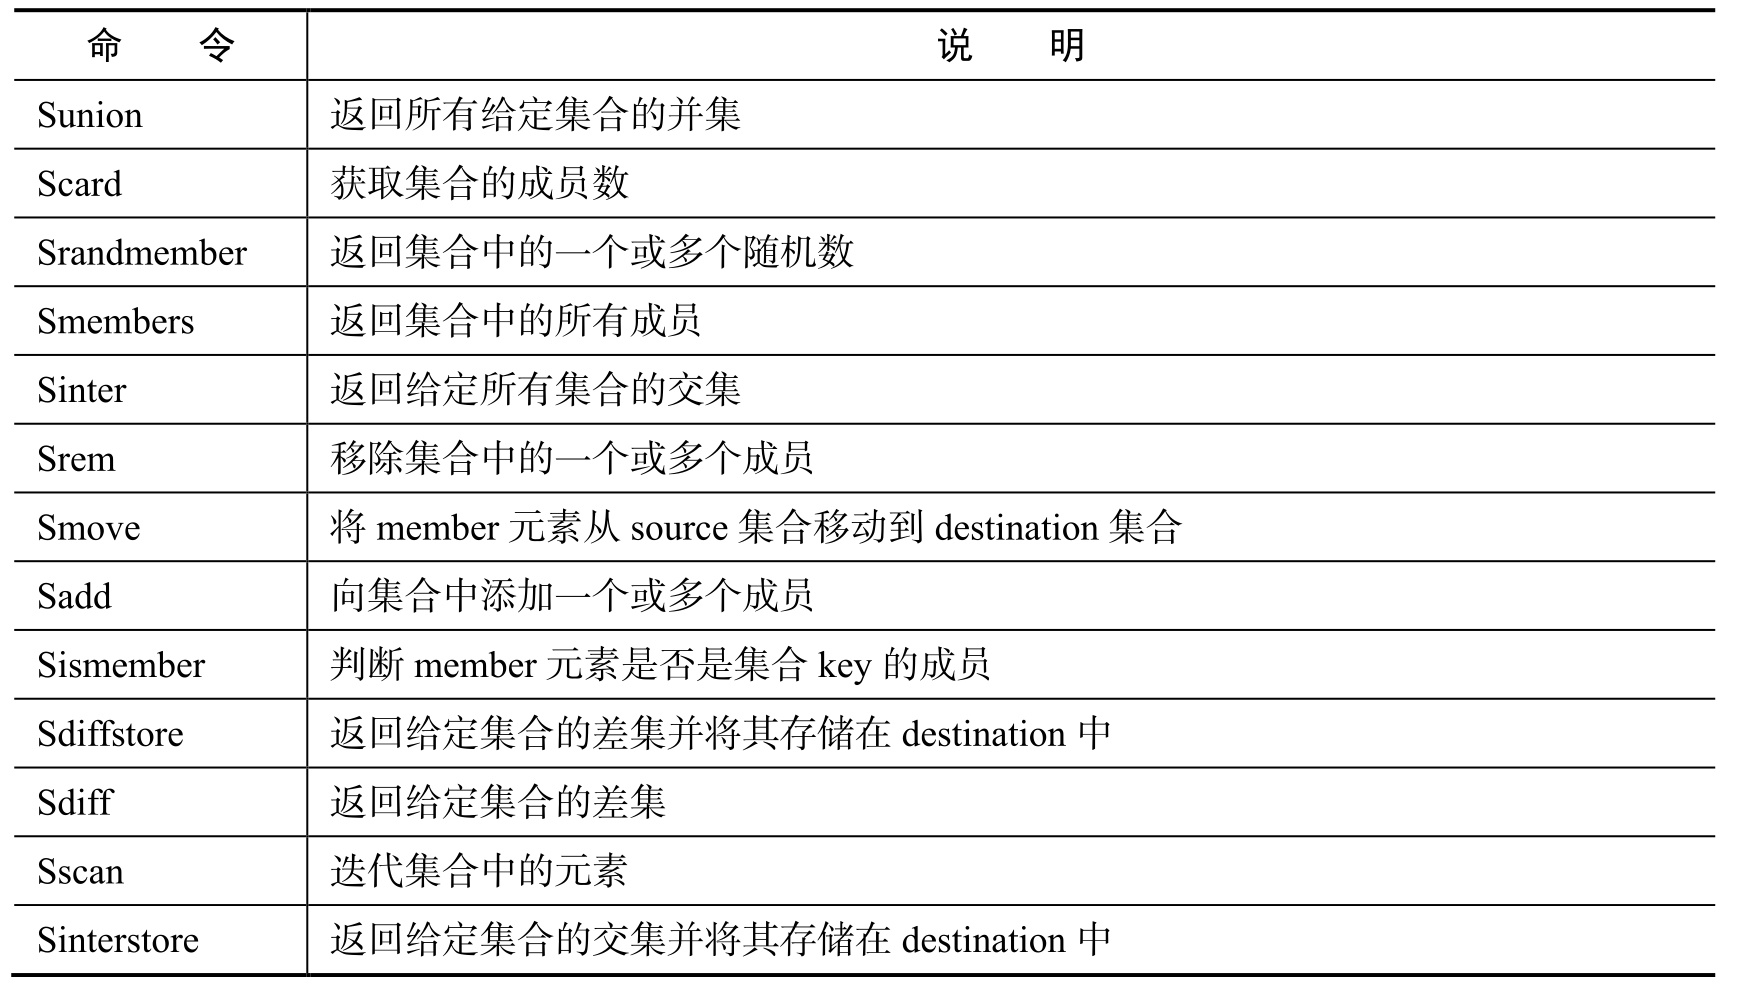 命 令 说 明
Sunion 返回所有给定集合的并集
Scard 获取集合的成员数
Srandmember 返回集合中的一个或多个随机数
Smembers 返回集合中的所有成员
Sinter 返回给定所有集合的交集
Srem 移除集合中的一个或多个成员
Smove 将 member 元素从 source 集合移动到 destination 集合
Sadd 向集合中添加一个或多个成员
Sismember 判断 member 元素是否是集合 key 的成员
Sdiffstore 返回给定集合的差集并将其存储在 destination 中
Sdiff 返回给定集合的差集
Sscan 迭代集合中的元素
Sinterstore 返回给定集合的交集并将其存储在 destination 中